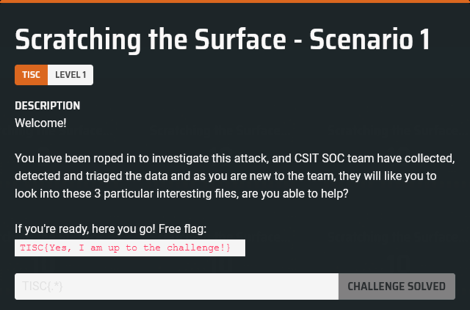 Scratching the Surface - Scenario 1
TISC LEVEL 1
DESCRIPTION
Welcome!
You have been roped in to investigate this attack, and CSIT SOC team have collected,
detected and triaged the data and as you are new to the team, they will like you to
look into these 3 particular interesting files, are you able to help?
If you're ready, here you go! Free flag:
TISC{Yes, I am up to the challenge!}
TISC{.*} CHALLENGE SOLVED